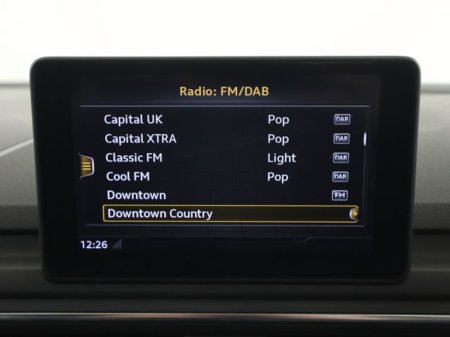 Radio: FM/DAB
Capital UK Pop DAB
Capital XTRA Pop DAB
Classic FM Light DAB
Cool FM Pop DAB
Downtown FM
Downtown Country
12:26